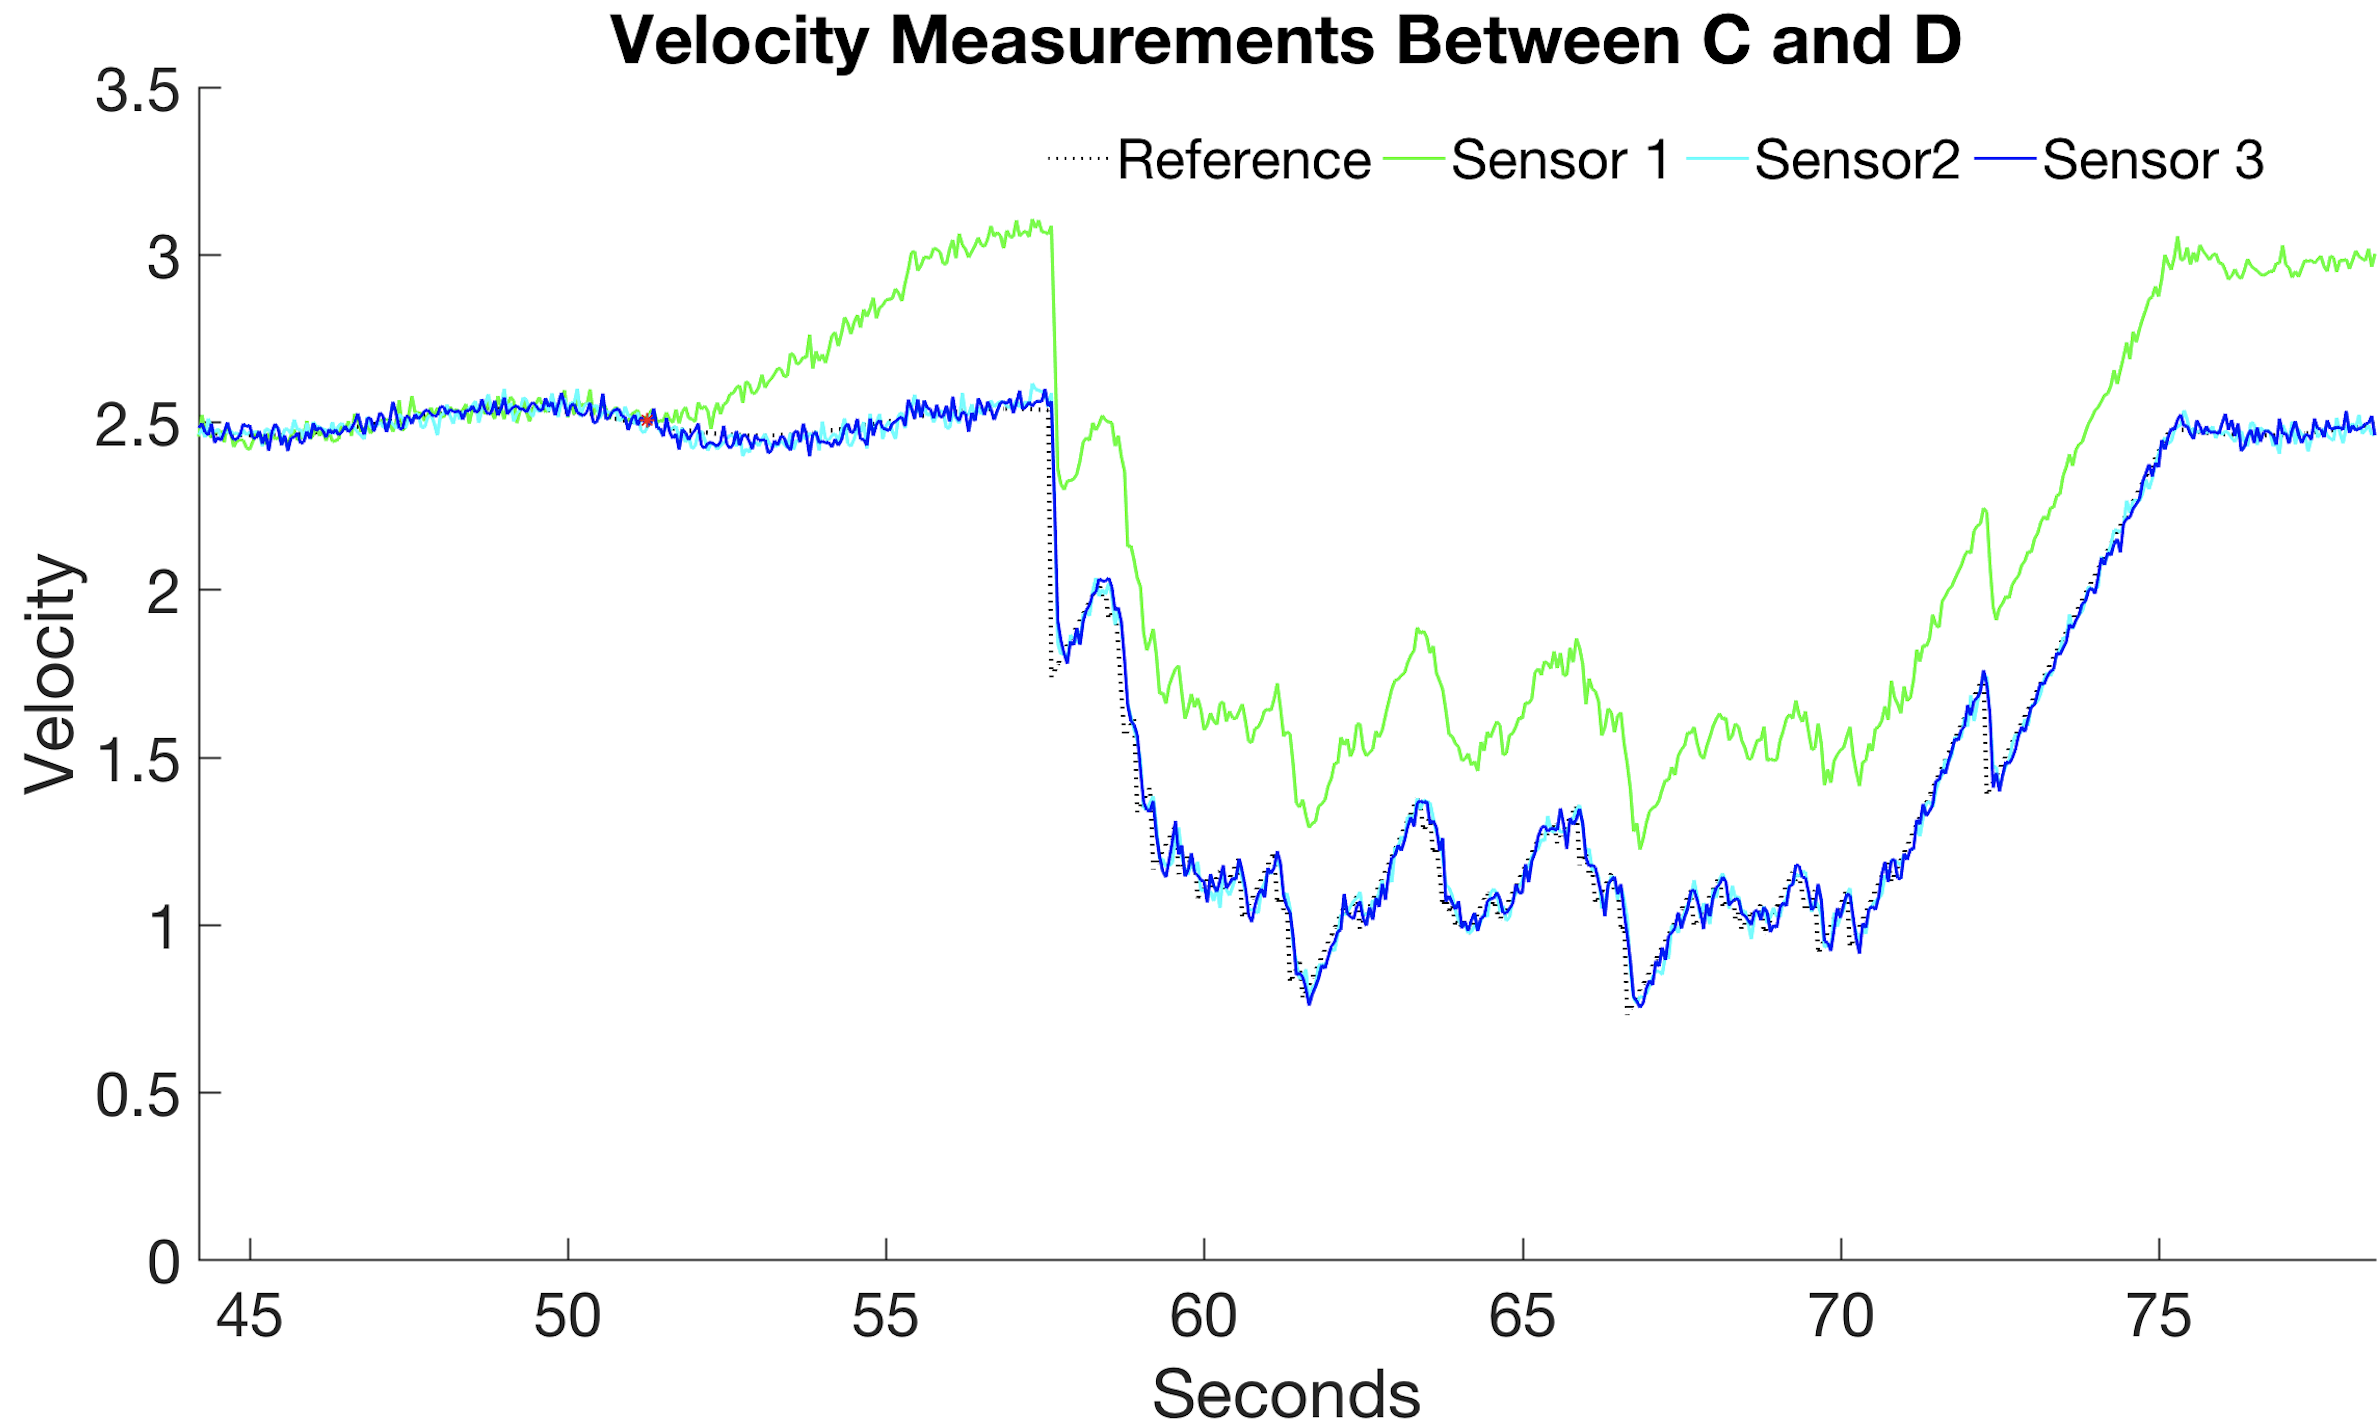 Velocity Measurements Between C and D
Reference Sensor 1 Sensor2 Sensor 3
Velocity
3.5
3
2.5
2
1.5
1
0.5
0
45 50 55 60 65 70 75
Seconds